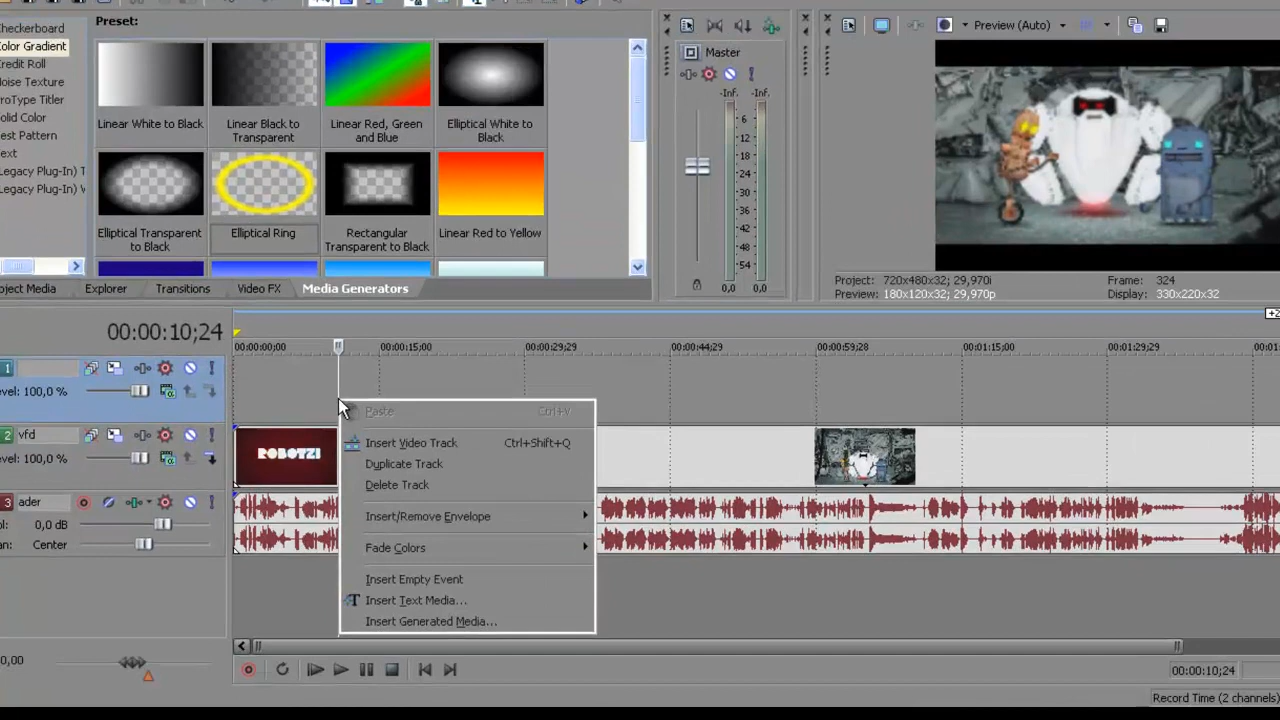 Preset:
Checkerboard
Color Gradient
Credit Roll
Noise Texture
ProType Titler
Solid Color
Test Pattern
Text
(Legacy Plug-In) T
(Legacy Plug-In) V
Linear White to Black
Linear Black to
Transparent
Linear Red, Green
and Blue
Elliptical White to
Black
Elliptical Transparent
to Black
Elliptical Ring
Rectangular
Transparent to Black
Linear Red to Yellow
Project Media
Explorer
Transitions
Video FX
Media Generators
Master
-Inf.
-Inf.
6
12
18
24
30
36
42
48
54
0,0
0,0
Preview (Auto)
Project: 720x480x32; 29,970i
Frame: 324
Preview: 180x120x32; 29,970p
Display: 330x220x32
+2
00:00:10;24
00:00:00;00
00:00:15;00
00:00:29;29
00:00:44;29
00:00:59;28
00:01:15;00
00:01:29;29
00:01:
1
Level: 100,0 %
2 vfd
Level: 100,0 %
ROBOTZI
3 ader
Vol: 0,0 dB
Pan: Center
Paste Ctrl+V
Insert Video Track Ctrl+Shift+Q
Duplicate Track
Delete Track
Insert/Remove Envelope
Fade Colors
Insert Empty Event
Insert Text Media...
Insert Generated Media...
0,00
00:00:10;24
Record Time (2 channels)